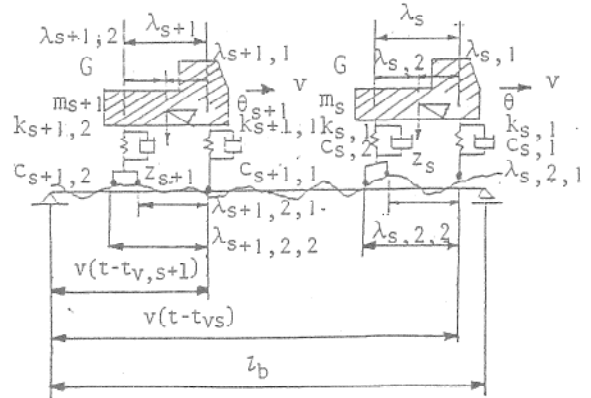 λs+1 λs
λs+1,2 λs+1,1 λs,2 λs,1
G v G v
ms+1 θs+1 ms θ
ks+1,2 ks+1,1 ks,1 ks,1
cs,2 cs,1
zs+1 zs
cs+1,2 cs+1,1 λs,2,1
λs+1,2,1
λs+1,2,2 λs,2,2
v(t-tv,s+1)
v(t-tvs)
lb